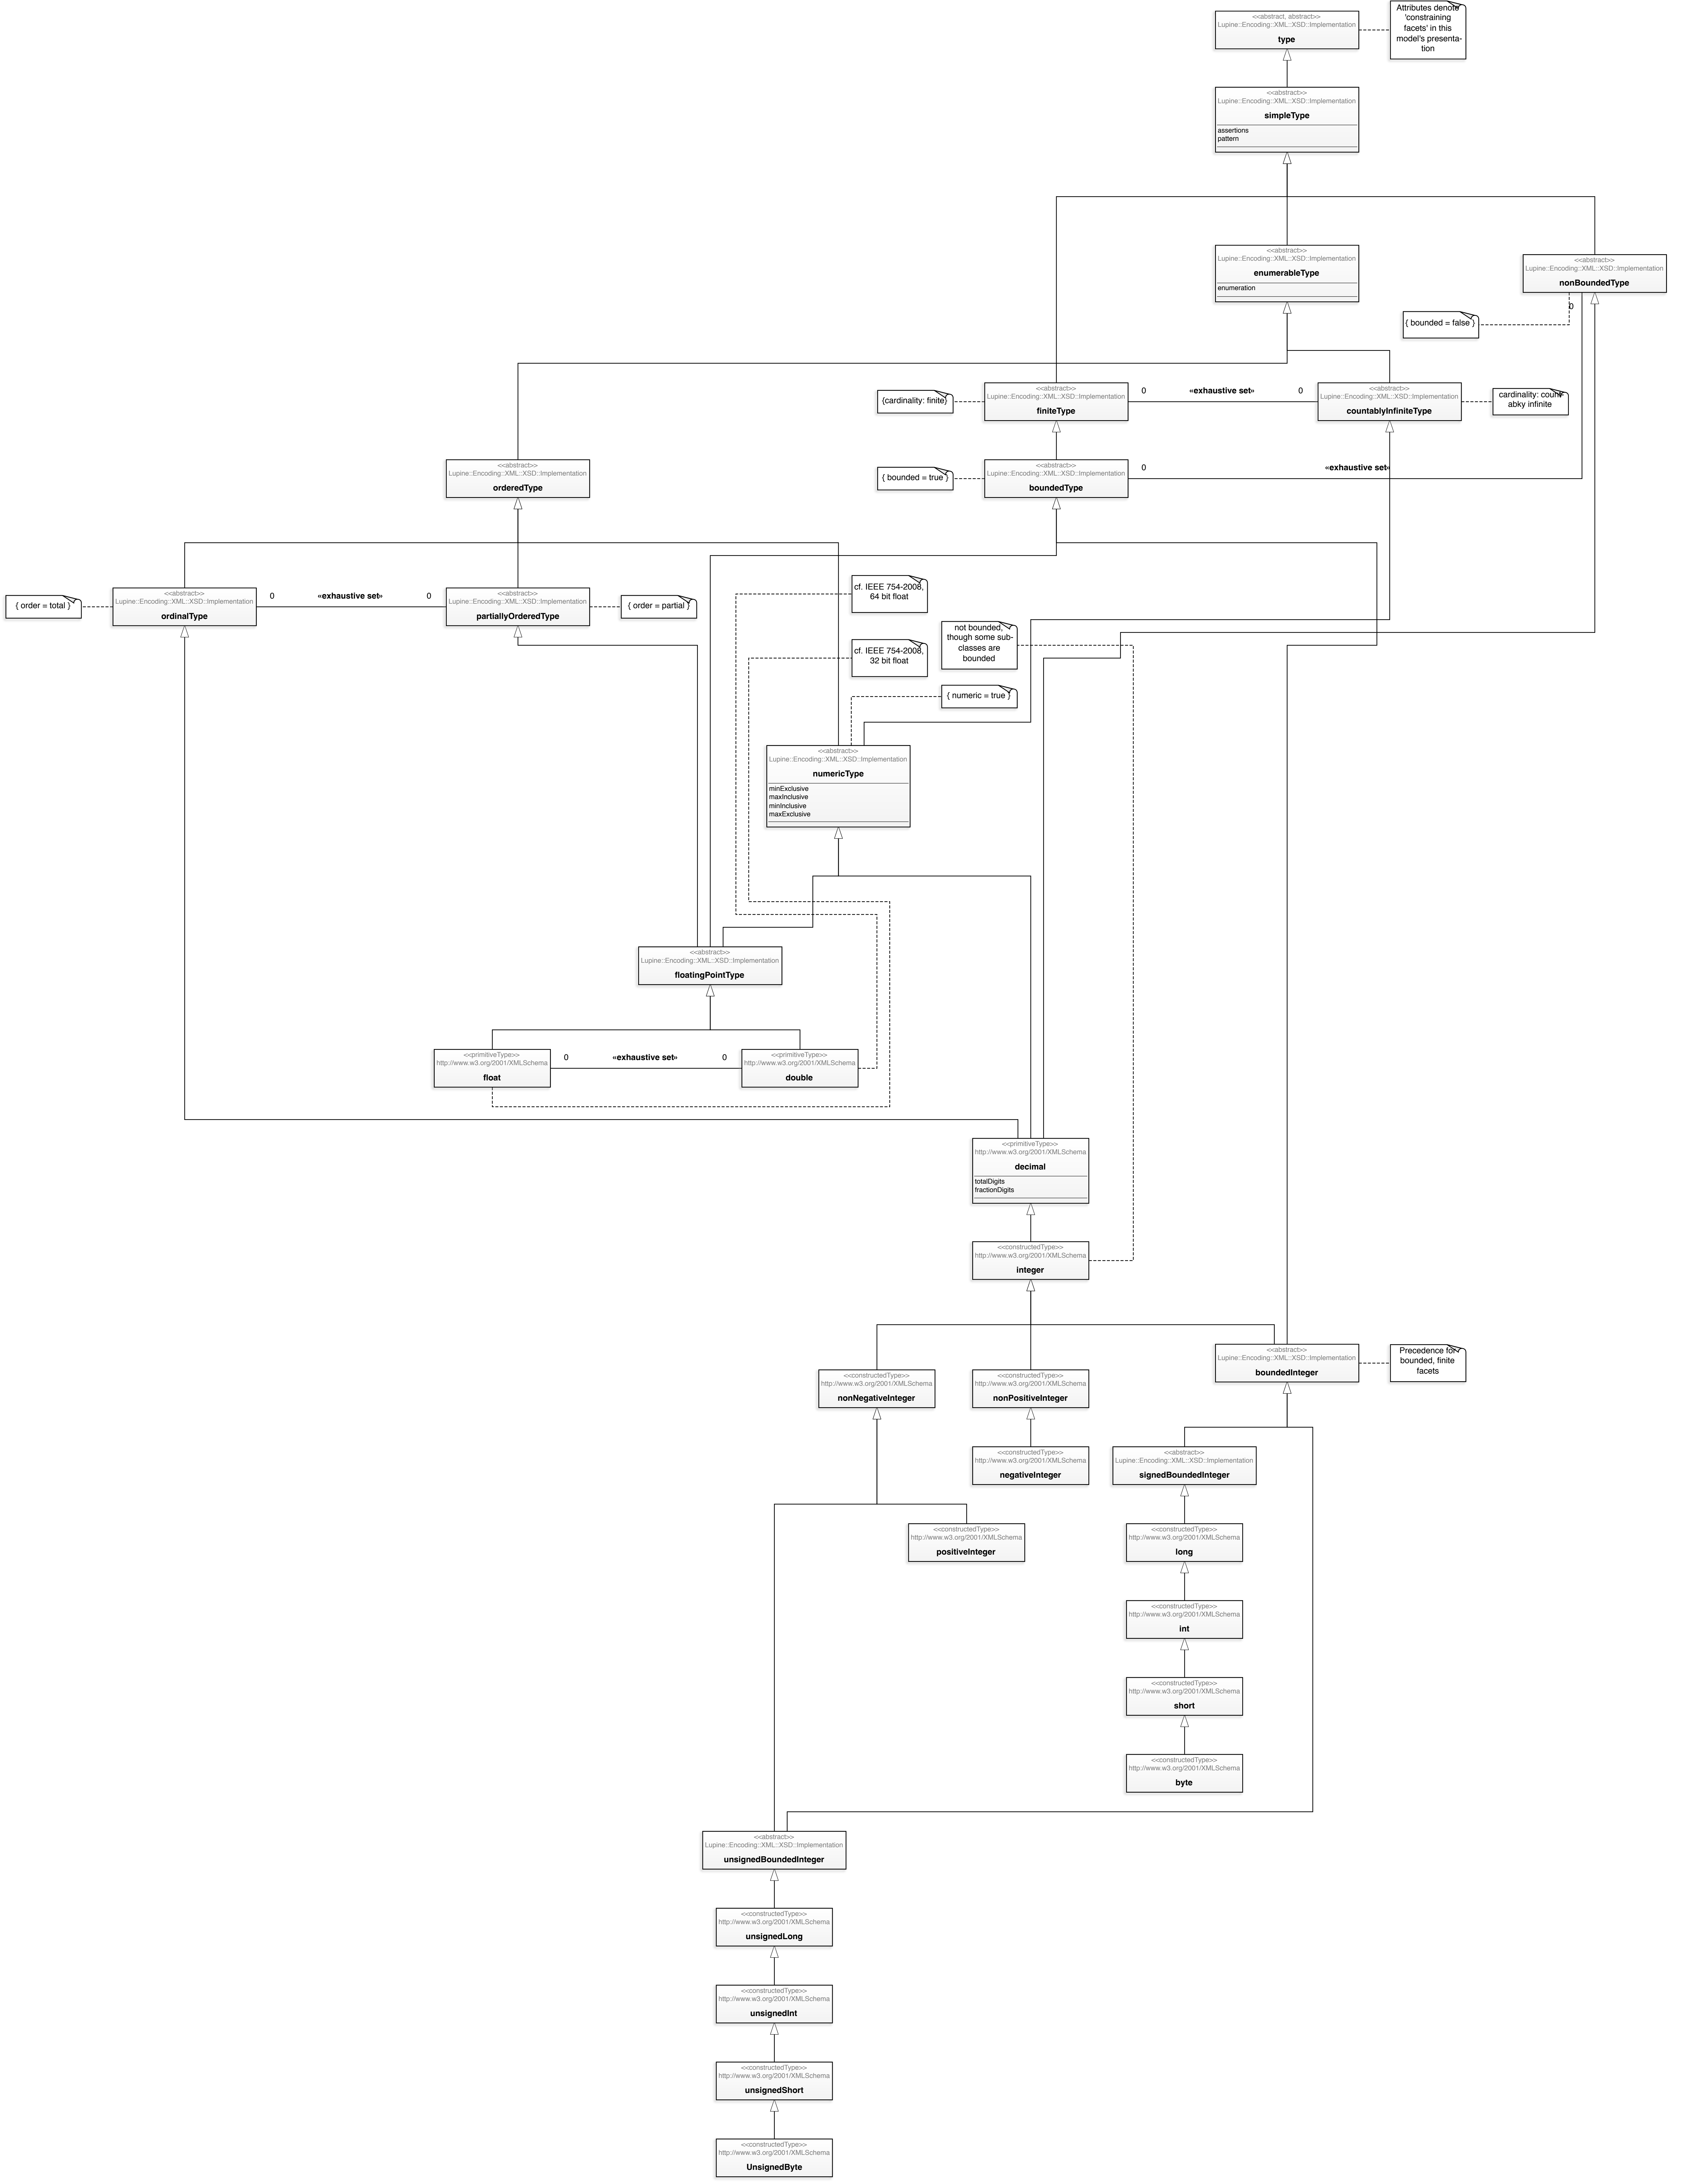 <<abstract, abstract>>
Lupine::Encoding::XML::XSD::Implementation
type
Attributes denote
'constraining
facets' in this
model's presenta-
tion
<<abstract>>
Lupine::Encoding::XML::XSD::Implementation
simpleType
assertions
pattern
<<abstract>>
Lupine::Encoding::XML::XSD::Implementation
enumerableType
enumeration
<<abstract>>
Lupine::Encoding::XML::XSD::Implementation
nonBoundedType
0
{ bounded = false }
{cardinality: finite}
<<abstract>>
Lupine::Encoding::XML::XSD::Implementation
finiteType
0
«exhaustive set»
0
<<abstract>>
Lupine::Encoding::XML::XSD::Implementation
countablyInfiniteType
cardinality: count-
abky infinite
<<abstract>>
Lupine::Encoding::XML::XSD::Implementation
orderedType
{ bounded = true }
<<abstract>>
Lupine::Encoding::XML::XSD::Implementation
boundedType
0
«exhaustive set»
{ order = total }
<<abstract>>
Lupine::Encoding::XML::XSD::Implementation
ordinalType
0
«exhaustive set»
0
<<abstract>>
Lupine::Encoding::XML::XSD::Implementation
partiallyOrderedType
{ order = partial }
cf. IEEE 754-2008,
64 bit float
not bounded,
though some sub-
classes are
bounded
cf. IEEE 754-2008,
32 bit float
{ numeric = true }
<<abstract>>
Lupine::Encoding::XML::XSD::Implementation
numericType
minExclusive
maxInclusive
minInclusive
maxExclusive
<<abstract>>
Lupine::Encoding::XML::XSD::Implementation
floatingPointType
<<primitiveType>>
http://www.w3.org/2001/XMLSchema
float
0
«exhaustive set»
0
<<primitiveType>>
http://www.w3.org/2001/XMLSchema
double
<<primitiveType>>
http://www.w3.org/2001/XMLSchema
decimal
totalDigits
fractionDigits
<<constructedType>>
http://www.w3.org/2001/XMLSchema
integer
<<constructedType>>
http://www.w3.org/2001/XMLSchema
nonNegativeInteger
<<constructedType>>
http://www.w3.org/2001/XMLSchema
nonPositiveInteger
<<abstract>>
Lupine::Encoding::XML::XSD::Implementation
boundedInteger
Precedence for
bounded, finite
facets
<<constructedType>>
http://www.w3.org/2001/XMLSchema
negativeInteger
<<abstract>>
Lupine::Encoding::XML::XSD::Implementation
signedBoundedInteger
<<constructedType>>
http://www.w3.org/2001/XMLSchema
positiveInteger
<<constructedType>>
http://www.w3.org/2001/XMLSchema
long
<<constructedType>>
http://www.w3.org/2001/XMLSchema
int
<<constructedType>>
http://www.w3.org/2001/XMLSchema
short
<<constructedType>>
http://www.w3.org/2001/XMLSchema
byte
<<abstract>>
Lupine::Encoding::XML::XSD::Implementation
unsignedBoundedInteger
<<constructedType>>
http://www.w3.org/2001/XMLSchema
unsignedLong
<<constructedType>>
http://www.w3.org/2001/XMLSchema
unsignedInt
<<constructedType>>
http://www.w3.org/2001/XMLSchema
unsignedShort
<<constructedType>>
http://www.w3.org/2001/XMLSchema
UnsignedByte